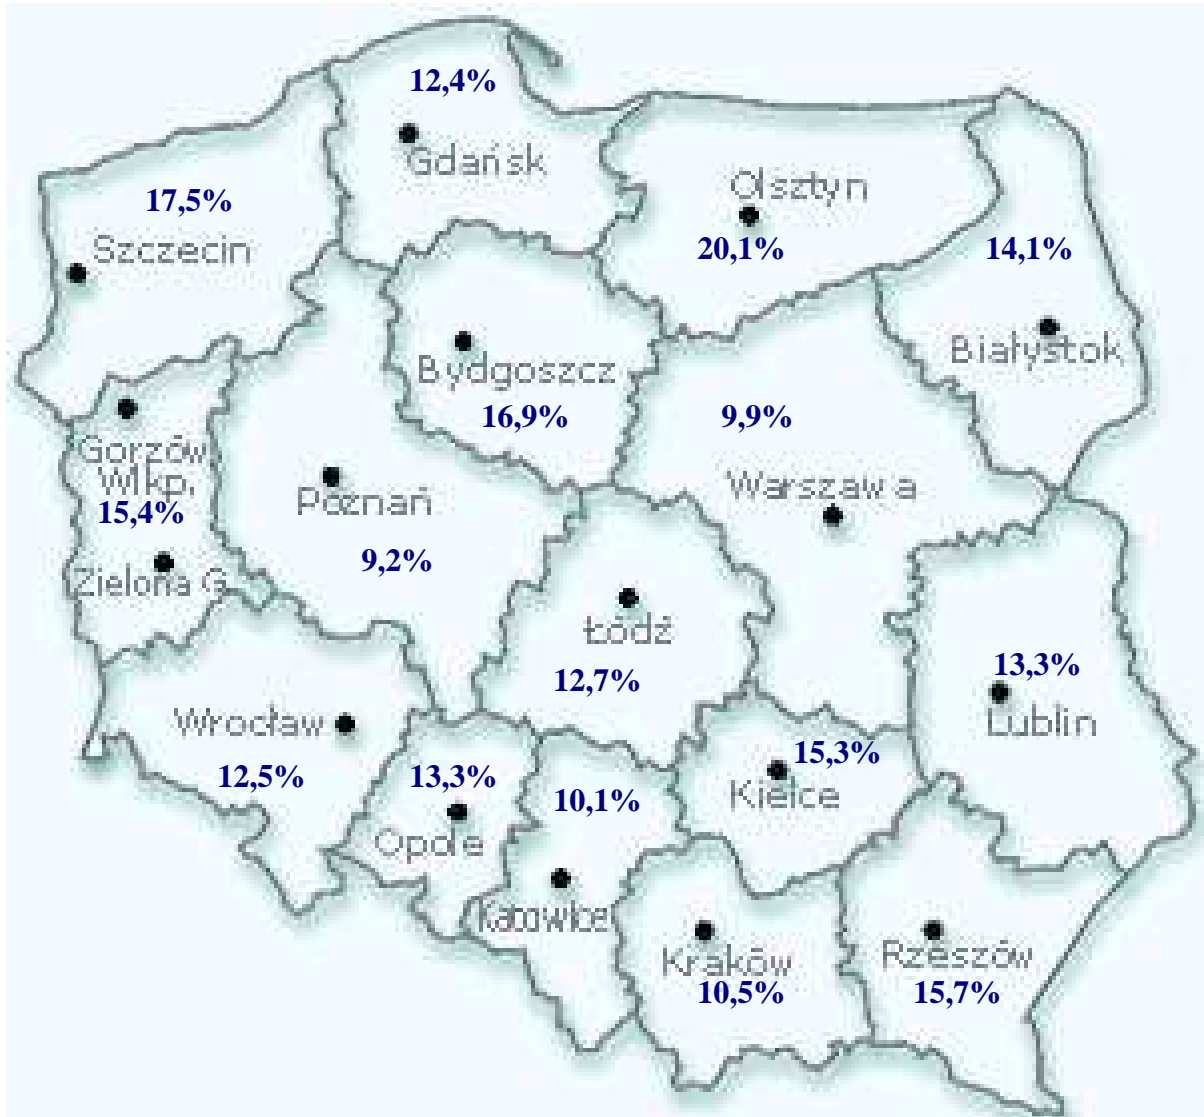 12,4%
Gdańsk
17,5%
Szczecin
Olsztyn
20,1%
14,1%
Białystok
Bydgoszcz
16,9%
9,9%
Warszawa
Gorzów
Wlkp.
15,4%
Zielona G.
Poznań
9,2%
Łódź
12,7%
13,3%
Lublin
Wrocław
12,5%
13,3%
Opole
10,1%
Katowice
15,3%
Kielce
Kraków
10,5%
Rzeszów
15,7%